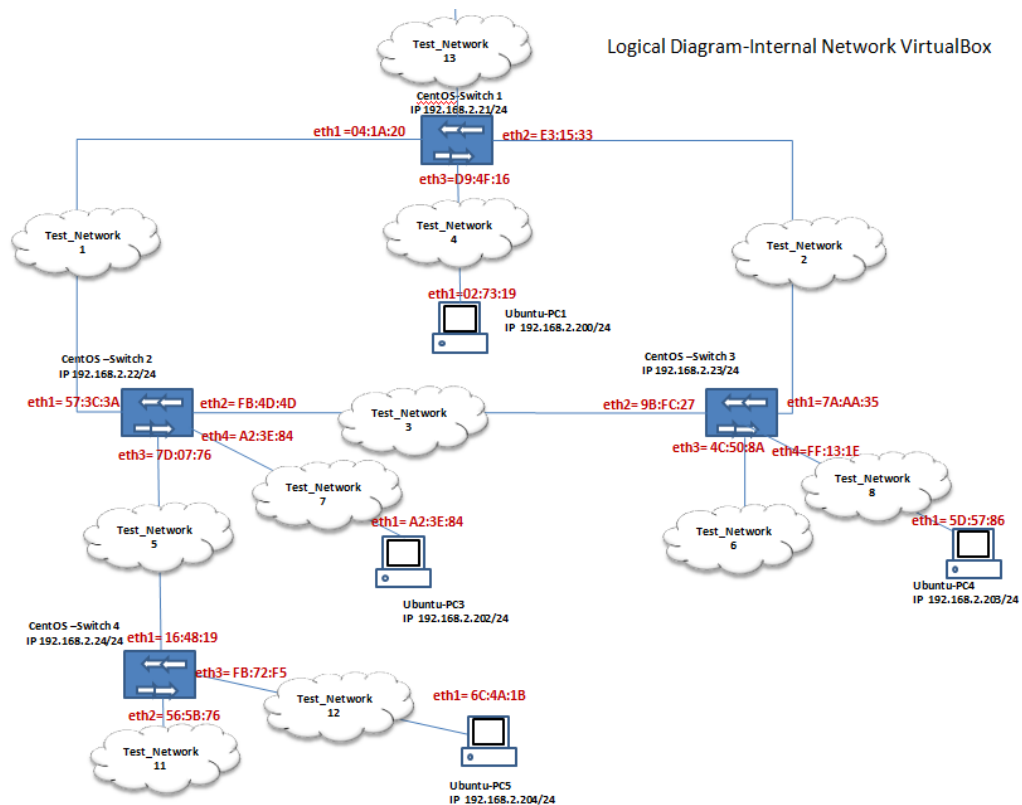 Logical Diagram-Internal Network VirtualBox
Test_Network
13
CentOS-Switch 1
IP 192.168.2.21/24
eth1 =04:1A:20
eth2= E3:15:33
eth3=D9:4F:16
Test_Network
1
Test_Network
4
Test_Network
2
eth1=02:73:19
Ubuntu-PC1
IP 192.168.2.200/24
CentOS –Switch 2
IP 192.168.2.22/24
eth1= 57:3C:3A
eth2= FB:4D:4D
eth4= A2:3E:84
eth3= 7D:07:76
Test_Network
3
CentOS –Switch 3
IP 192.168.2.23/24
eth2= 9B:FC:27
eth1=7A:AA:35
eth3= 4C:50:8A
eth4=FF:13:1E
Test_Network
7
eth1= A2:3E:84
Ubuntu-PC3
IP 192.168.2.202/24
Test_Network
8
eth1= 5D:57:86
Ubuntu-PC4
IP 192.168.2.203/24
Test_Network
5
Test_Network
6
CentOS –Switch 4
IP 192.168.2.24/24
eth1= 16:48:19
eth3= FB:72:F5
eth2= 56:5B:76
Test_Network
12
Test_Network
11
eth1= 6C:4A:1B
Ubuntu-PC5
IP 192.168.2.204/24